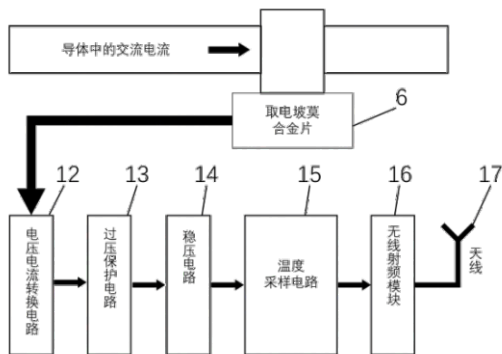 导体中的交流电流
取电坡莫
合金片
6
12
13
14
15
16
17
电压电流转换电路
过压保护电路
稳压电路
温度
采样电路
无线射频模块
天线